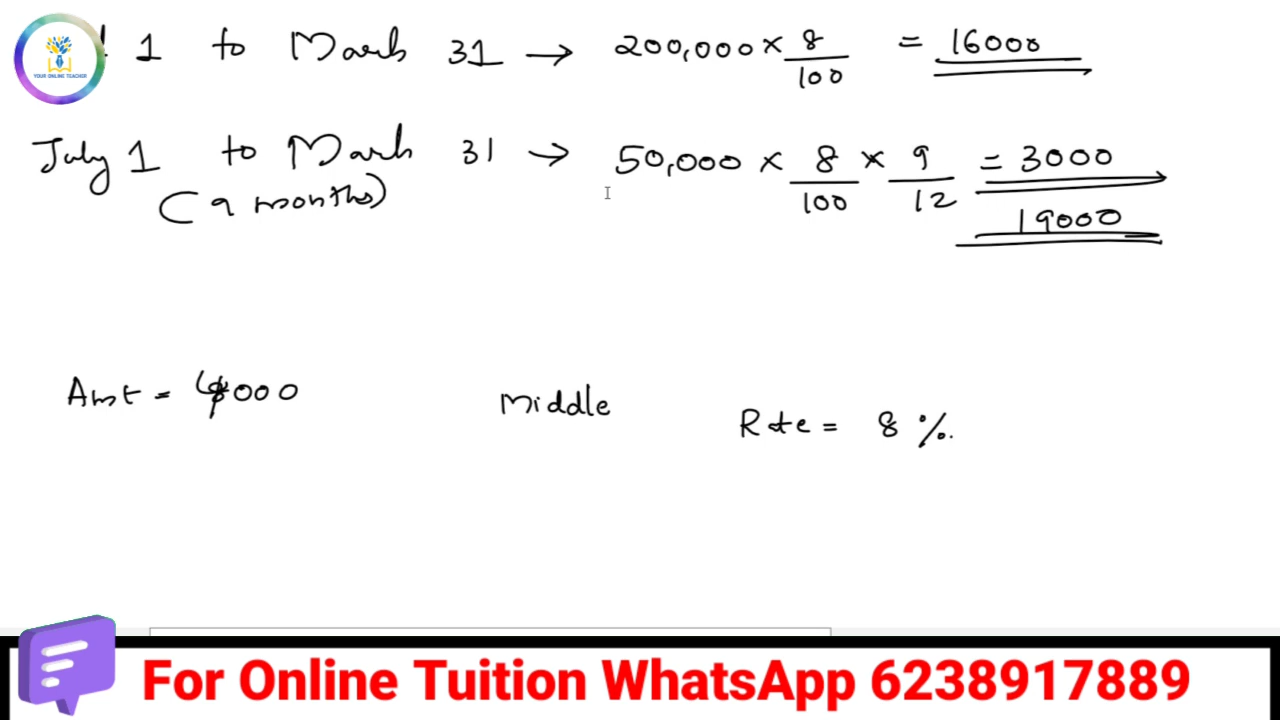 1 to March 31 → 200,000 × 8/100 = 16000
YOUR ONLINE TEACHER
July 1 to March 31 → 50,000 × 8/100 × 9/12 = 3000
(9 months)
19000
Amt = 000
Middle
Rate = 8 %.
For Online Tuition WhatsApp 6238917889